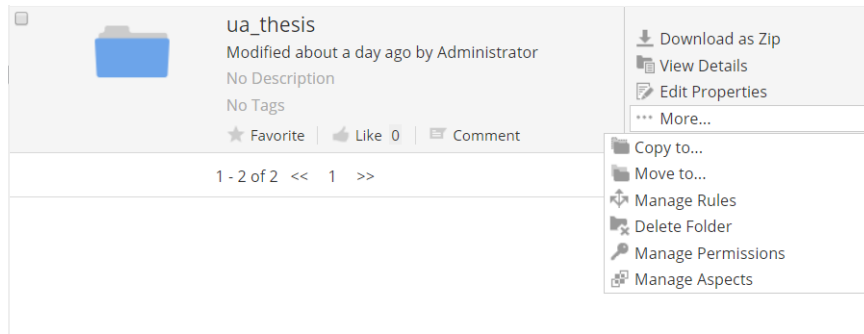 ua_thesis
Modified about a day ago by Administrator
No Description
No Tags
Favorite Like 0 Comment
1 - 2 of 2 << 1 >>
Download as Zip
View Details
Edit Properties
More...
Copy to...
Move to...
Manage Rules
Delete Folder
Manage Permissions
Manage Aspects